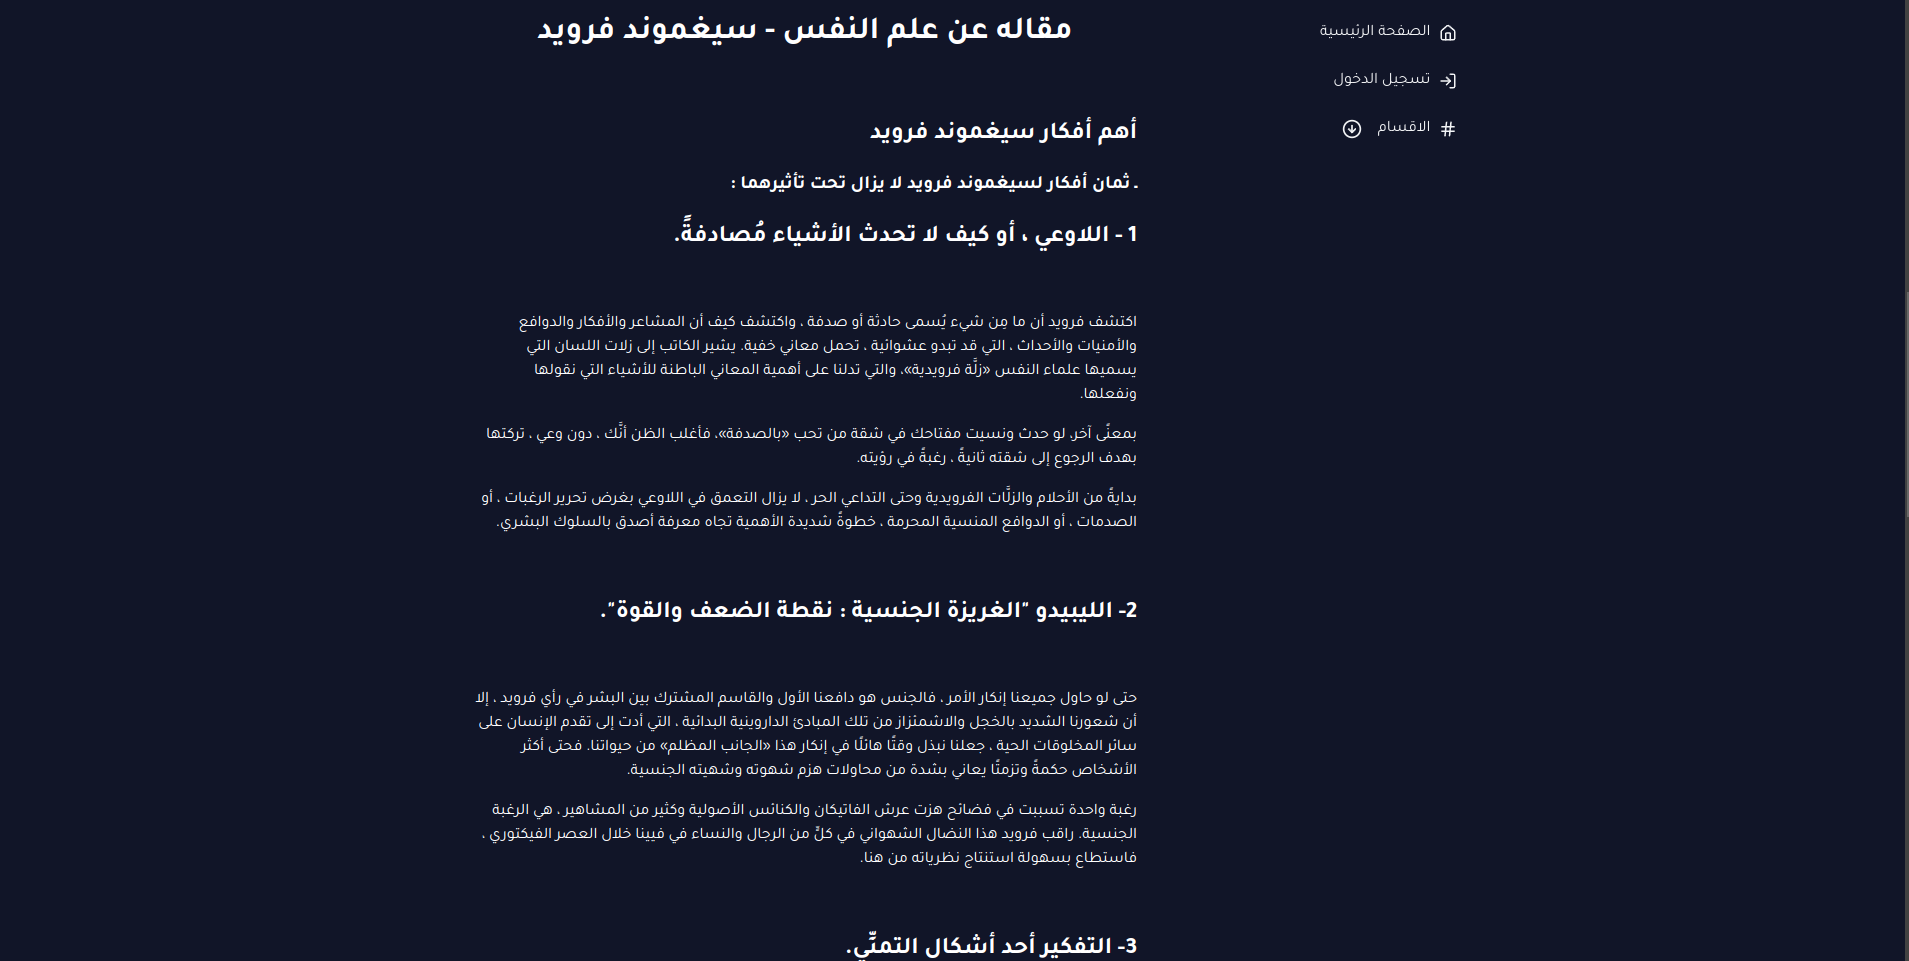 الصفحة الرئيسية
تسجيل الدخول
الاقسام
مقاله عن علم النفس - سيغموند فرويد
أهم أفكار سيغموند فرويد
ـ ثمان أفكار لسيغموند فرويد لا يزال تحت تأثيرهما :
1 - اللاوعي ، أو كيف لا تحدث الأشياء مُصادفةً.
اكتشف فرويد أن ما مِن شيء يُسمى حادثة أو صدفة ، واكتشف كيف أن المشاعر والأفكار والدوافع
والأمنيات والأحداث ، التي قد تبدو عشوائية ، تحمل معاني خفية. يشير الكاتب إلى زلات اللسان التي
يسميها علماء النفس «زلَّة فرويدية»، والتي تدلنا على أهمية المعاني الباطنة للأشياء التي نقولها
ونفعلها.
بمعنًى آخر، لو حدث ونسيت مفتاحك في شقة من تحب «بالصدفة»، فأغلب الظن أنَّك ، دون وعي ، تركتها
بهدف الرجوع إلى شقته ثانيةً ، رغبةً في رؤيته.
بدايةً من الأحلام والزلَّات الفرويدية وحتى التداعي الحر ، لا يزال التعمق في اللاوعي بغرض تحرير الرغبات ، أو
الصدمات ، أو الدوافع المنسية المحرمة ، خطوةً شديدة الأهمية تجاه معرفة أصدق بالسلوك البشري.
2- الليبيدو "الغريزة الجنسية : نقطة الضعف والقوة".
حتى لو حاول جميعنا إنكار الأمر ، فالجنس هو دافعنا الأول والقاسم المشترك بين البشر في رأي فرويد ، إلا
أن شعورنا الشديد بالخجل والاشمئزاز من تلك المبادئ الداروينية البدائية ، التي أدت إلى تقدم الإنسان على
سائر المخلوقات الحية ، جعلنا نبذل وقتًا هائلًا في إنكار هذا «الجانب المظلم» من حيواتنا. فحتى أكثر
الأشخاص حكمةً وتزمتًا يعاني بشدة من محاولات هزم شهوته وشهيته الجنسية.
رغبة واحدة تسببت في فضائح هزت عرش الفاتيكان والكنائس الأصولية وكثير من المشاهير ، هي الرغبة
الجنسية. راقب فرويد هذا النضال الشهواني في كلٍّ من الرجال والنساء في فيينا خلال العصر الفيكتوري ،
فاستطاع بسهولة استنتاج نظرياته من هنا.
3- التفكير أحد أشكال التمنِّي.